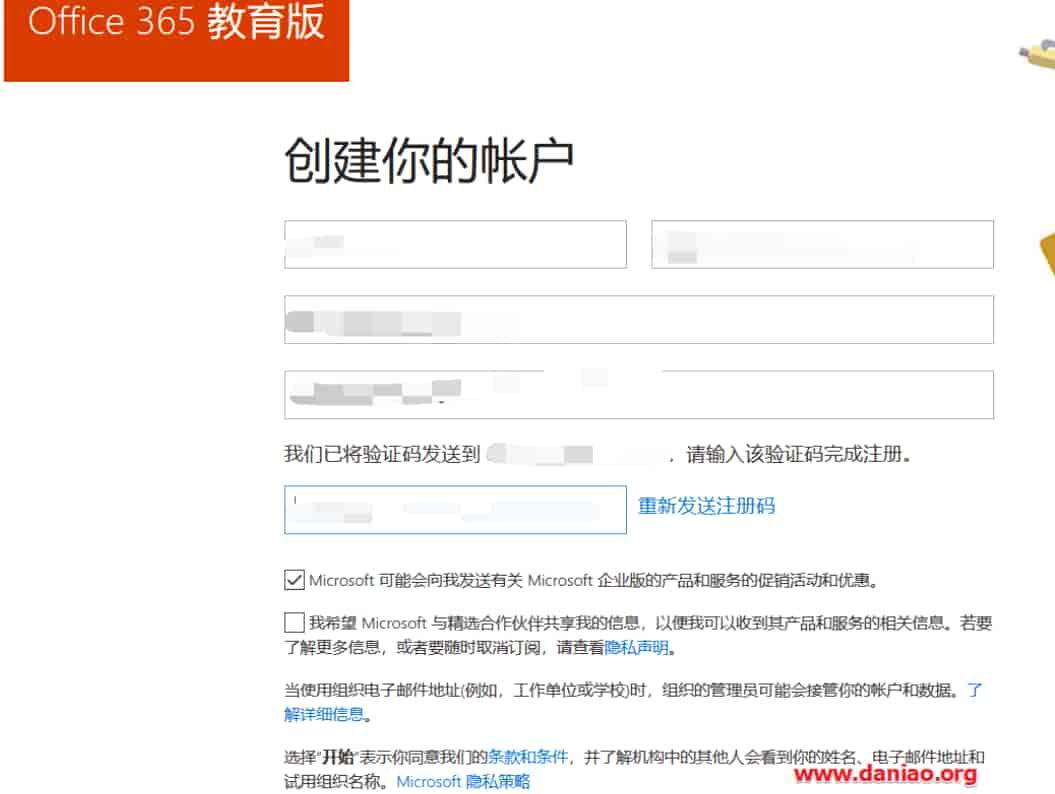 Office 365 教育版
创建你的帐户
我们已将验证码发送到 ，请输入该验证码完成注册。
重新发送注册码
Microsoft 可能会向我发送有关 Microsoft 企业版的产品和服务的促销活动和优惠。
我希望 Microsoft 与精选合作伙伴共享我的信息，以便我可以收到其产品和服务的相关信息。若要
了解更多信息，或者要随时取消订阅，请查看隐私声明。
当使用组织电子邮件地址(例如，工作单位或学校)时，组织的管理员可能会接管你的帐户和数据。了
解详细信息。
选择"开始"表示你同意我们的条款和条件，并了解机构中的其他人会看到你的姓名、电子邮件地址和
试用组织名称。Microsoft 隐私策略
www.daniao.org